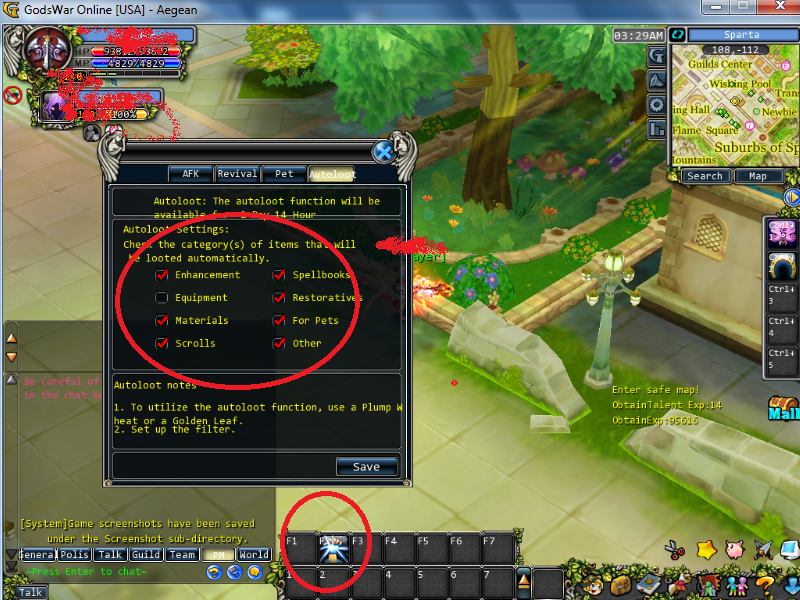 GodsWar Online [USA] - Aegean
HP
MP 4829/4829
100%
03:29AM
Sparta
108,-112
Guilds Center
Wishing Pool
Tran
ing Hall
Newbie
Flame Square
Suburbs of Sp
Mountains
Search
Map
AFK
Revival
Pet
Autoloot
Autoloot: The autoloot function will be
available for Day 14 Hour
Autoloot Settings:
Check the category(s) of items that will
be looted automatically.
Enhancement
Spellbooks
Equipment
Restoratives
Materials
For Pets
Scrolls
Other
Autoloot notes
1. To utilize the autoloot function, use a Plump W
heat or a Golden Leaf.
2. Set up the filter.
Save
ayer]
Ctrl+
3
Ctrl+
4
Ctrl+
5
Mall
Be careful of
in the chat bo
Enter safe map!
ObtainTalent Exp:14
ObtainExp:95616
[System]Game screenshots have been saved
under the Screenshot sub-directory.
General
Polis
Talk
Guild
Team
PM
World
~Press Enter to chat~
Talk
F1
F3
F4
F5
F6
F7
1
2
3
4
5
6
7